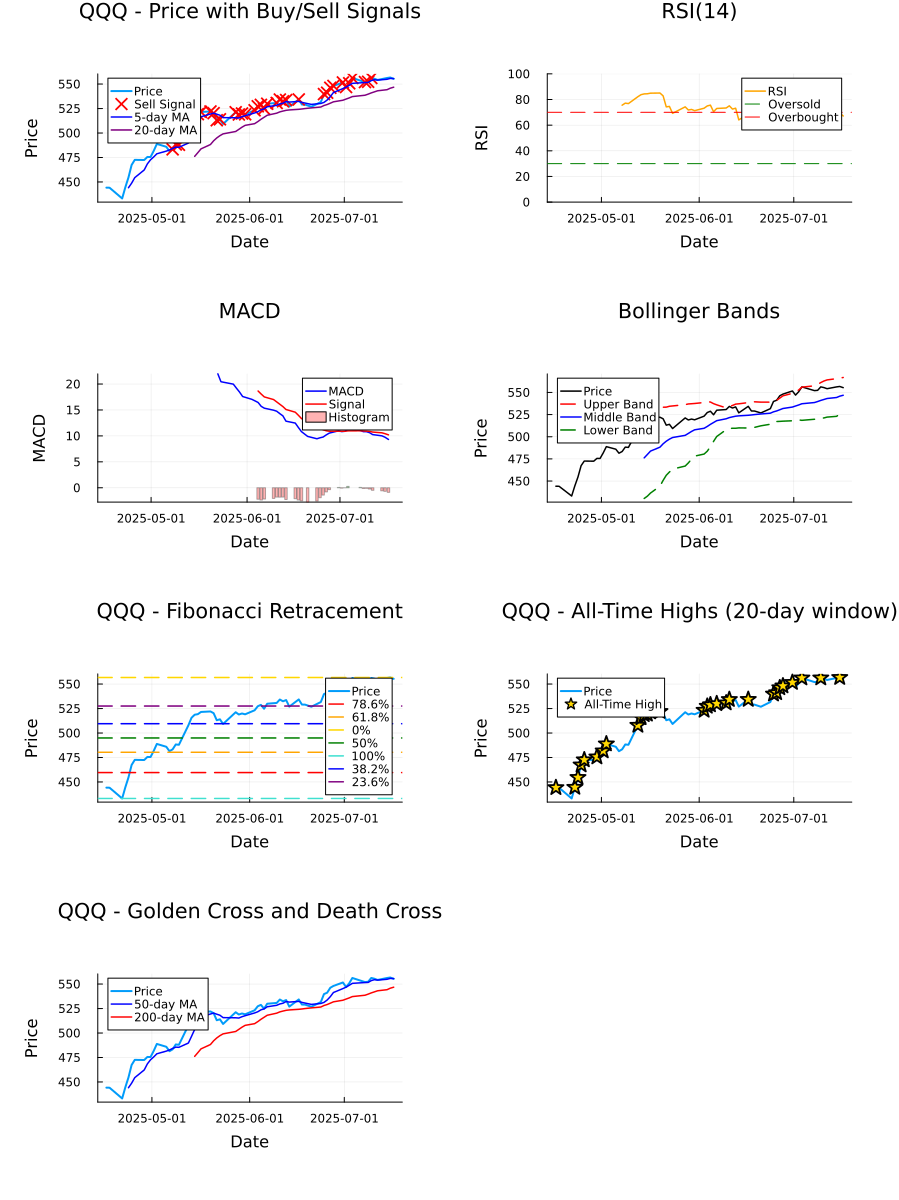 QQQ - Price with Buy/Sell Signals
Price
550
525
500
475
450
Price
Sell Signal
5-day MA
20-day MA
2025-05-01 2025-06-01 2025-07-01
Date
RSI(14)
RSI
100
80
60
40
20
0
RSI
Oversold
Overbought
2025-05-01 2025-06-01 2025-07-01
Date
MACD
MACD
20
15
10
5
0
MACD
Signal
Histogram
2025-05-01 2025-06-01 2025-07-01
Date
Bollinger Bands
Price
550
525
500
475
450
Price
Upper Band
Middle Band
Lower Band
2025-05-01 2025-06-01 2025-07-01
Date
QQQ - Fibonacci Retracement
Price
550
525
500
475
450
Price
78.6%
61.8%
0%
50%
100%
38.2%
23.6%
2025-05-01 2025-06-01 2025-07-01
Date
QQQ - All-Time Highs (20-day window)
Price
550
525
500
475
450
Price
All-Time High
2025-05-01 2025-06-01 2025-07-01
Date
QQQ - Golden Cross and Death Cross
Price
550
525
500
475
450
Price
50-day MA
200-day MA
2025-05-01 2025-06-01 2025-07-01
Date